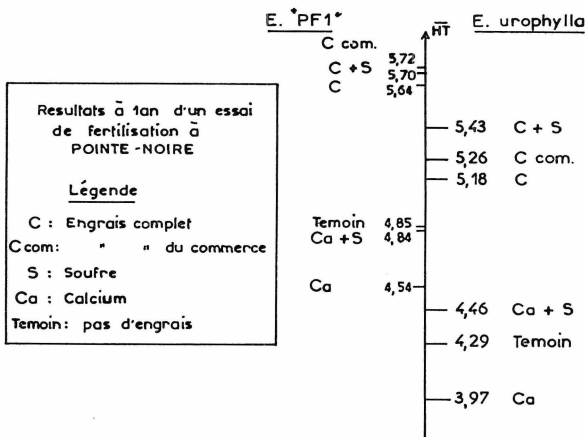 E. "PF1"
HT
E. urophylla
C com. 5,72
C + S 5,70
C 5,64
5,43 C + S
5,26 C com.
5,18 C
Temoin 4,85
Ca + S 4,84
Ca 4,54
4,46 Ca + S
4,29 Temoin
3,97 Ca
Resultats à 1an d'un essai
de fertilisation à
POINTE-NOIRE
Légende
C : Engrais complet
C com: " " du commerce
S : Soufre
Ca : Calcium
Temoin: pas d'engrais